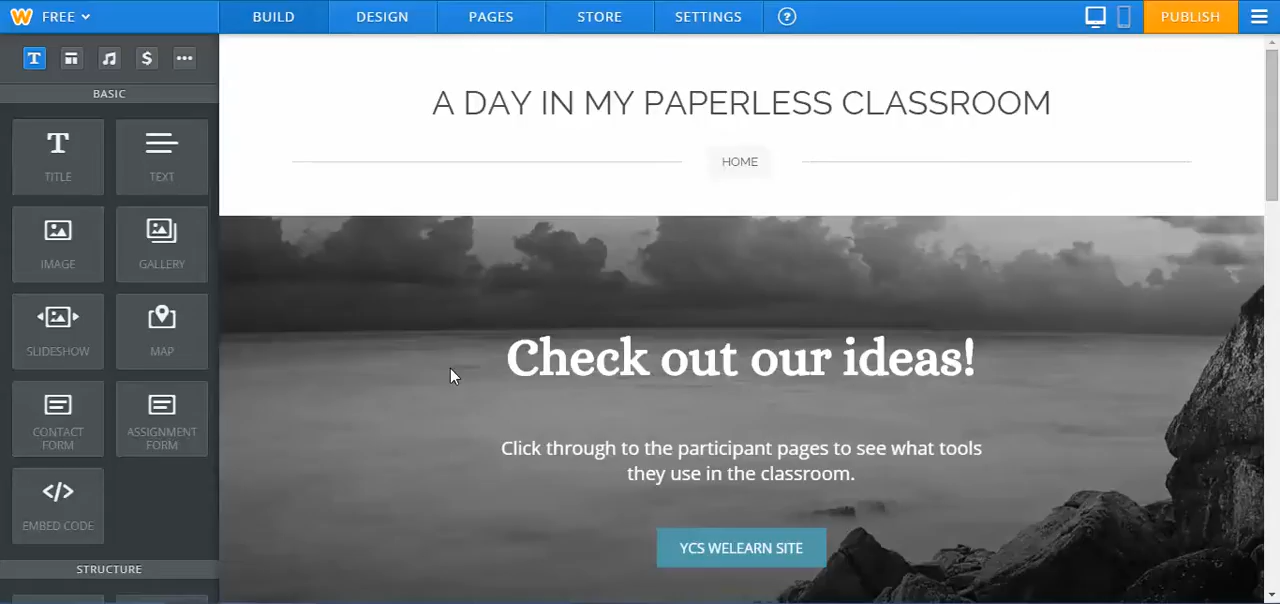 FREE
BUILD
DESIGN
PAGES
STORE
SETTINGS
?
PUBLISH
T
$
BASIC
T
TITLE
TEXT
IMAGE
GALLERY
SLIDESHOW
MAP
CONTACT
FORM
ASSIGNMENT
FORM
</>
EMBED CODE
STRUCTURE
A DAY IN MY PAPERLESS CLASSROOM
HOME
Check out our ideas!
Click through to the participant pages to see what tools
they use in the classroom.
YCS WELEARN SITE